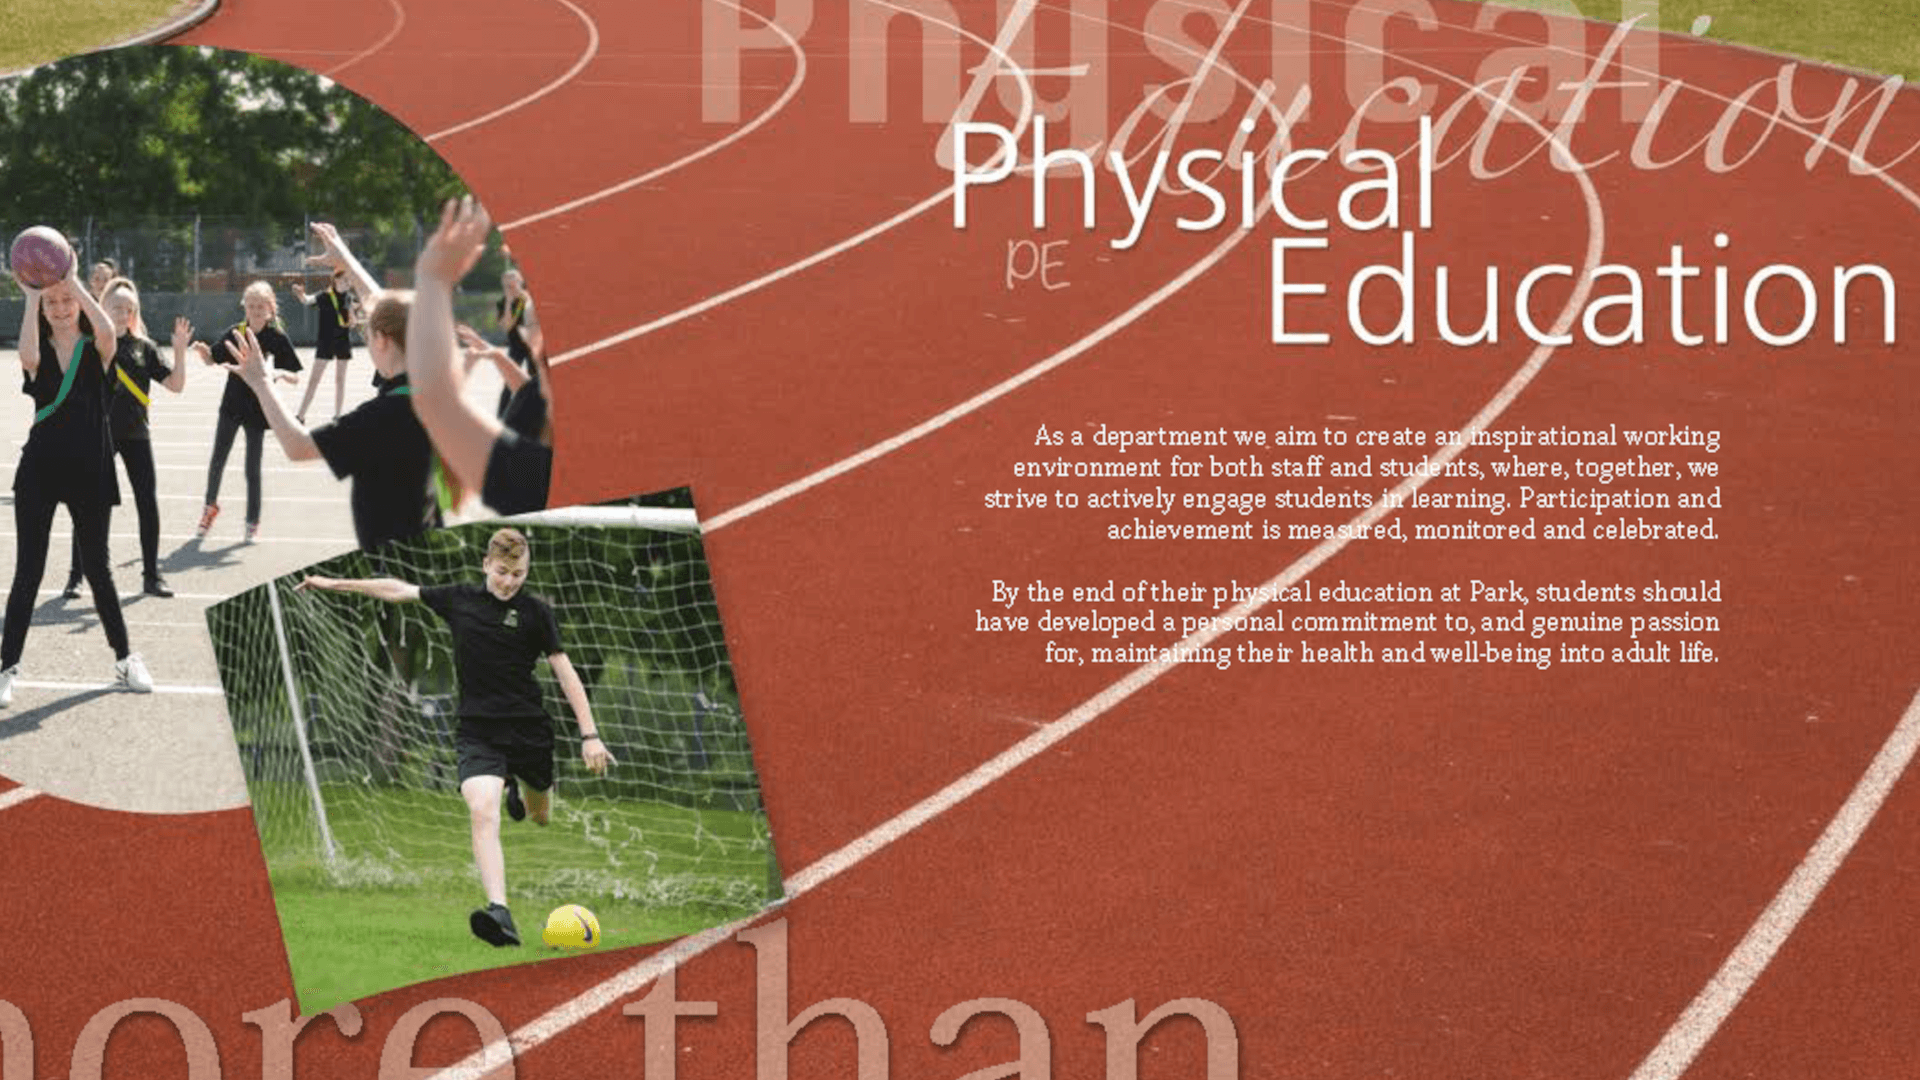 Physical
Education
Physical
PE
Education
As a department we aim to create an inspirational working
environment for both staff and students, where, together, we
strive to actively engage students in learning. Participation and
achievement is measured, monitored and celebrated.
By the end of their physical education at Park, students should
have developed a personal commitment to, and genuine passion
for, maintaining their health and well-being into adult life.
more than